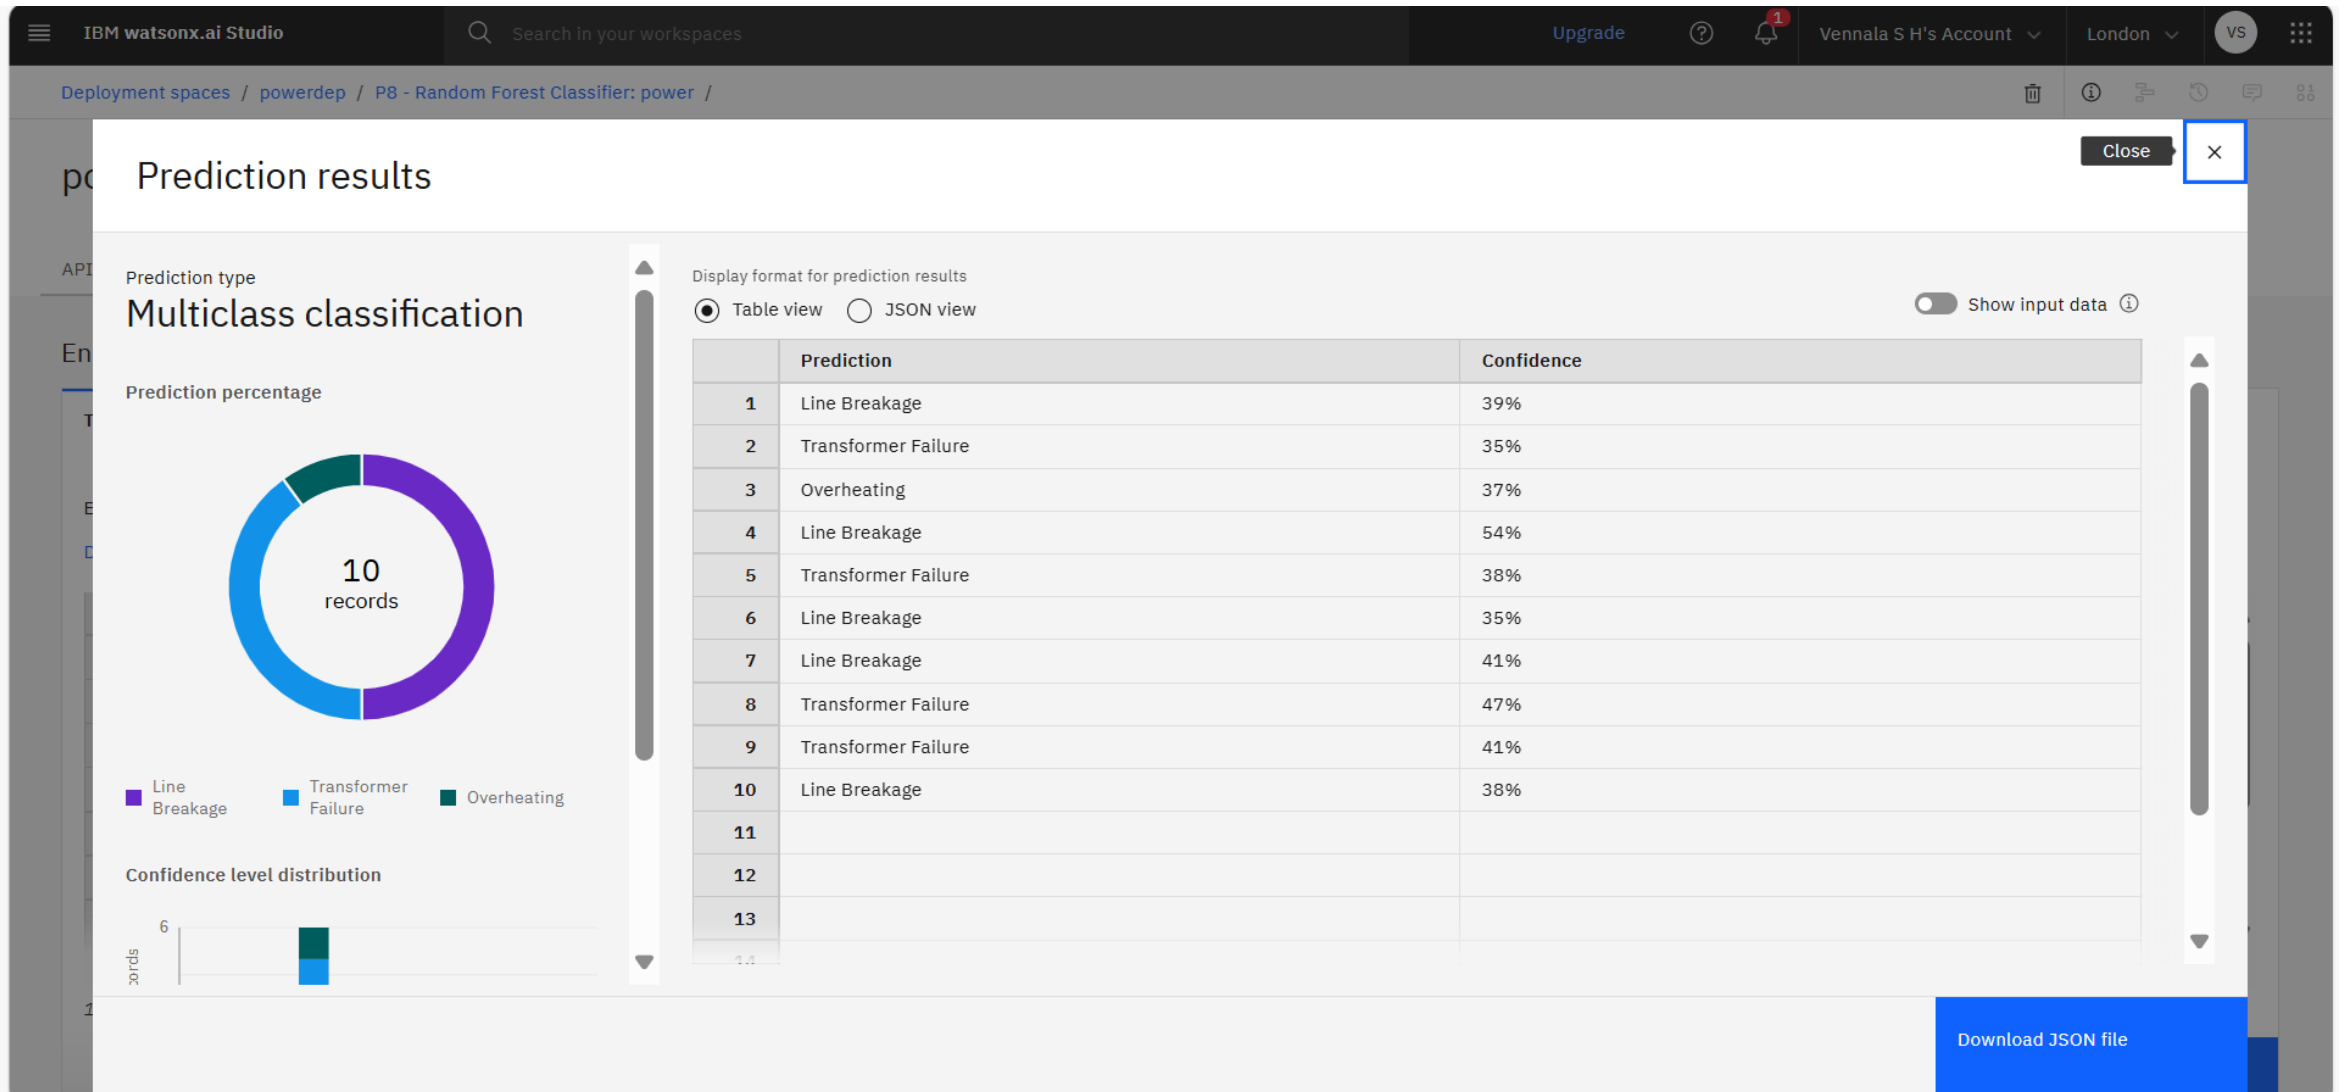 IBM watsonx.ai Studio
Search in your workspaces
Upgrade
1
Vennala S H's Account
London
VS
Deployment spaces / powerdep / P8 - Random Forest Classifier: power /
Prediction results
Close
API
En
Prediction type
Multiclass classification
Prediction percentage
10
records
Line Breakage
Transformer Failure
Overheating
Confidence level distribution
6
Display format for prediction results
Table view
JSON view
Show input data
Prediction Confidence
1 Line Breakage 39%
2 Transformer Failure 35%
3 Overheating 37%
4 Line Breakage 54%
5 Transformer Failure 38%
6 Line Breakage 35%
7 Line Breakage 41%
8 Transformer Failure 47%
9 Transformer Failure 41%
10 Line Breakage 38%
11
12
13
Download JSON file